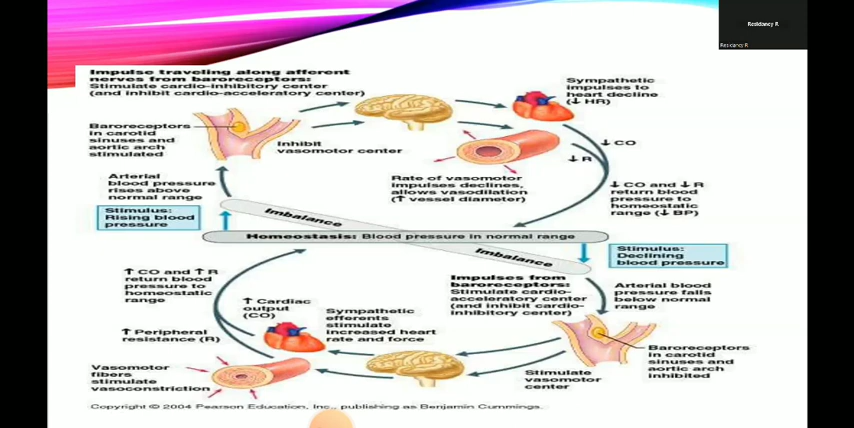 Residancy R
Residancy R
Impulse traveling along afferent
nerves from baroreceptors:
Stimulate cardio-inhibitory center
(and inhibit cardio-acceleratory center)
Sympathetic
impulses to
heart decline
(↓ HR)
Baroreceptors
in carotid
sinuses and
aortic arch
stimulated
Inhibit
vasomotor center
↓ CO
↓ R
Rate of vasomotor
impulses declines,
allows vasodilation
(↑ vessel diameter)
↓ CO and ↓ R
return blood
pressure to
homeostatic
range (↓ BP)
Arterial
blood pressure
rises above
normal range
Stimulus:
Rising blood
pressure
Imbalance
Homeostasis: Blood pressure in normal range
Imbalance
Stimulus:
Declining
blood pressure
↑ CO and ↑ R
return blood
pressure to
homeostatic
range
↑ Cardiac
output
(CO)
Impulses from
baroreceptors:
Stimulate cardio-
acceleratory center
(and inhibit cardio-
inhibitory center)
Arterial blood
pressure falls
below normal
range
Sympathetic
efferents
stimulate
increased heart
rate and force
↑ Peripheral
resistance (R)
Baroreceptors
in carotid
sinuses and
aortic arch
inhibited
Vasomotor
fibers
stimulate
vasoconstriction
Stimulate
vasomotor
center
Copyright © 2004 Pearson Education, Inc., publishing as Benjamin Cummings.